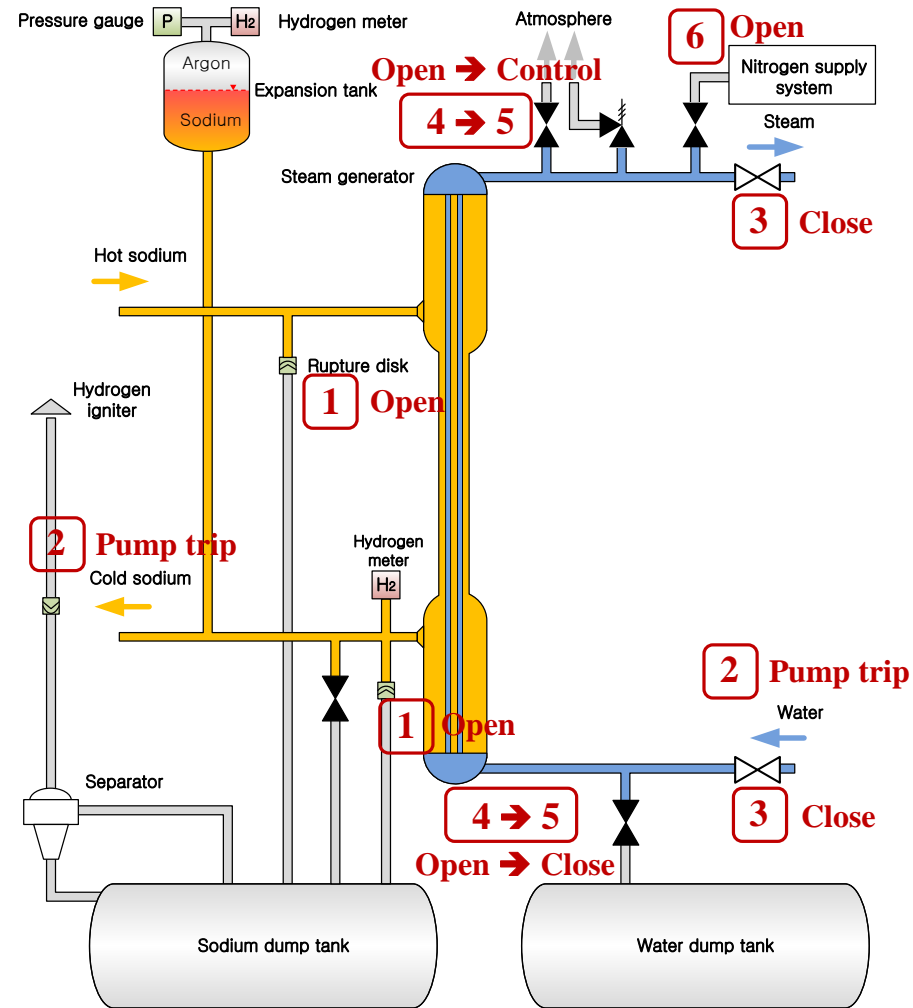 Pressure gauge
P
H2
Hydrogen meter
Atmosphere
6
Open
Argon
Open ➔ Control
Nitrogen supply
system
Expansion tank
Sodium
4 ➔ 5
Steam
Steam generator
3
Close
Hot sodium
Rupture disk
Hydrogen
igniter
1
Open
2
Pump trip
Hydrogen
meter
Cold sodium
H2
2
Pump trip
1
Open
Water
Separator
4 ➔ 5
3
Close
Open ➔ Close
Sodium dump tank
Water dump tank